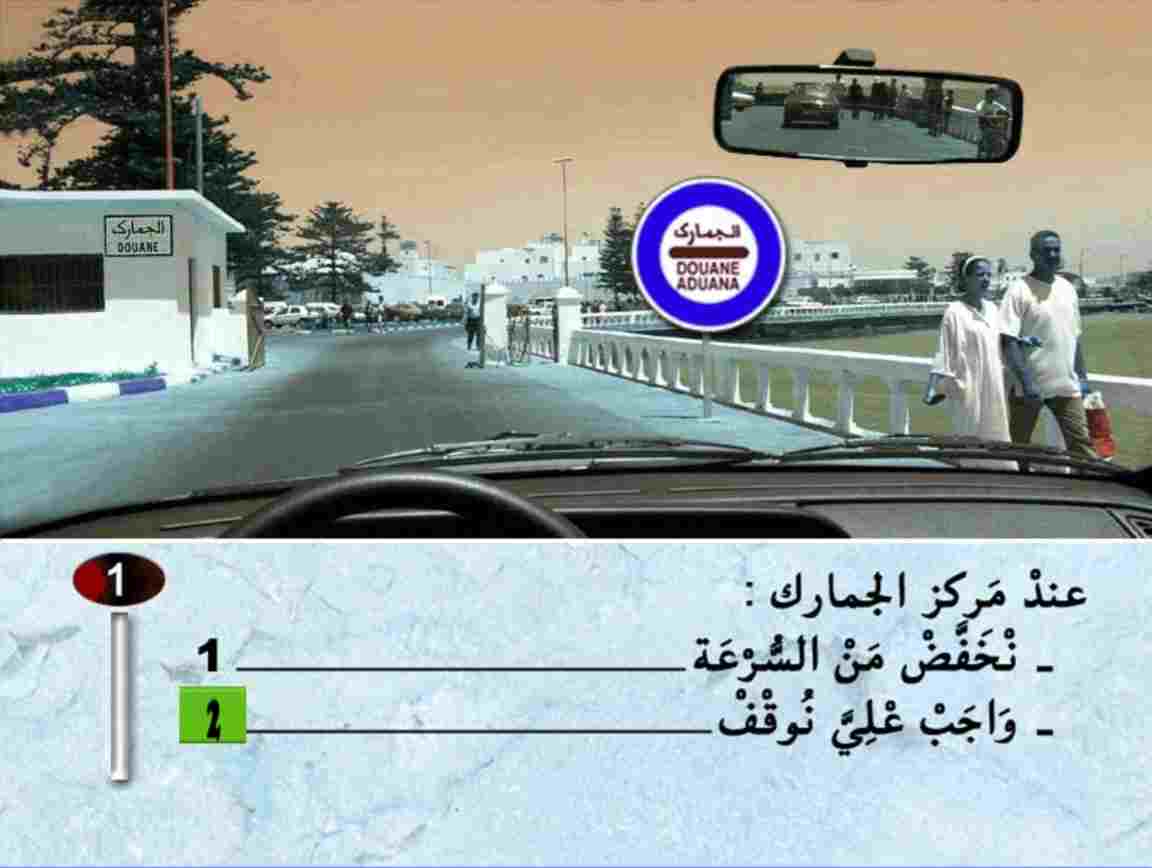 الجمارك
DOUANE
الجمارك
DOUANE
ADUANA
1
عندْ مَركز الجمارك :
ـ نْخَفَّضْ مَنْ السُّرْعَة 1
ـ وَاجَبْ عْلِيَّ نُوقْفْ 2